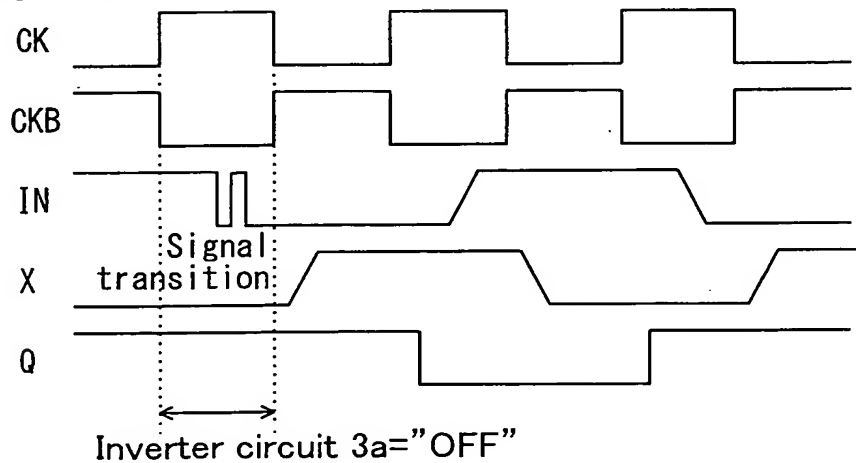 CK
CKB
IN
Signal
transition
X
Q
Inverter circuit 3a="OFF"